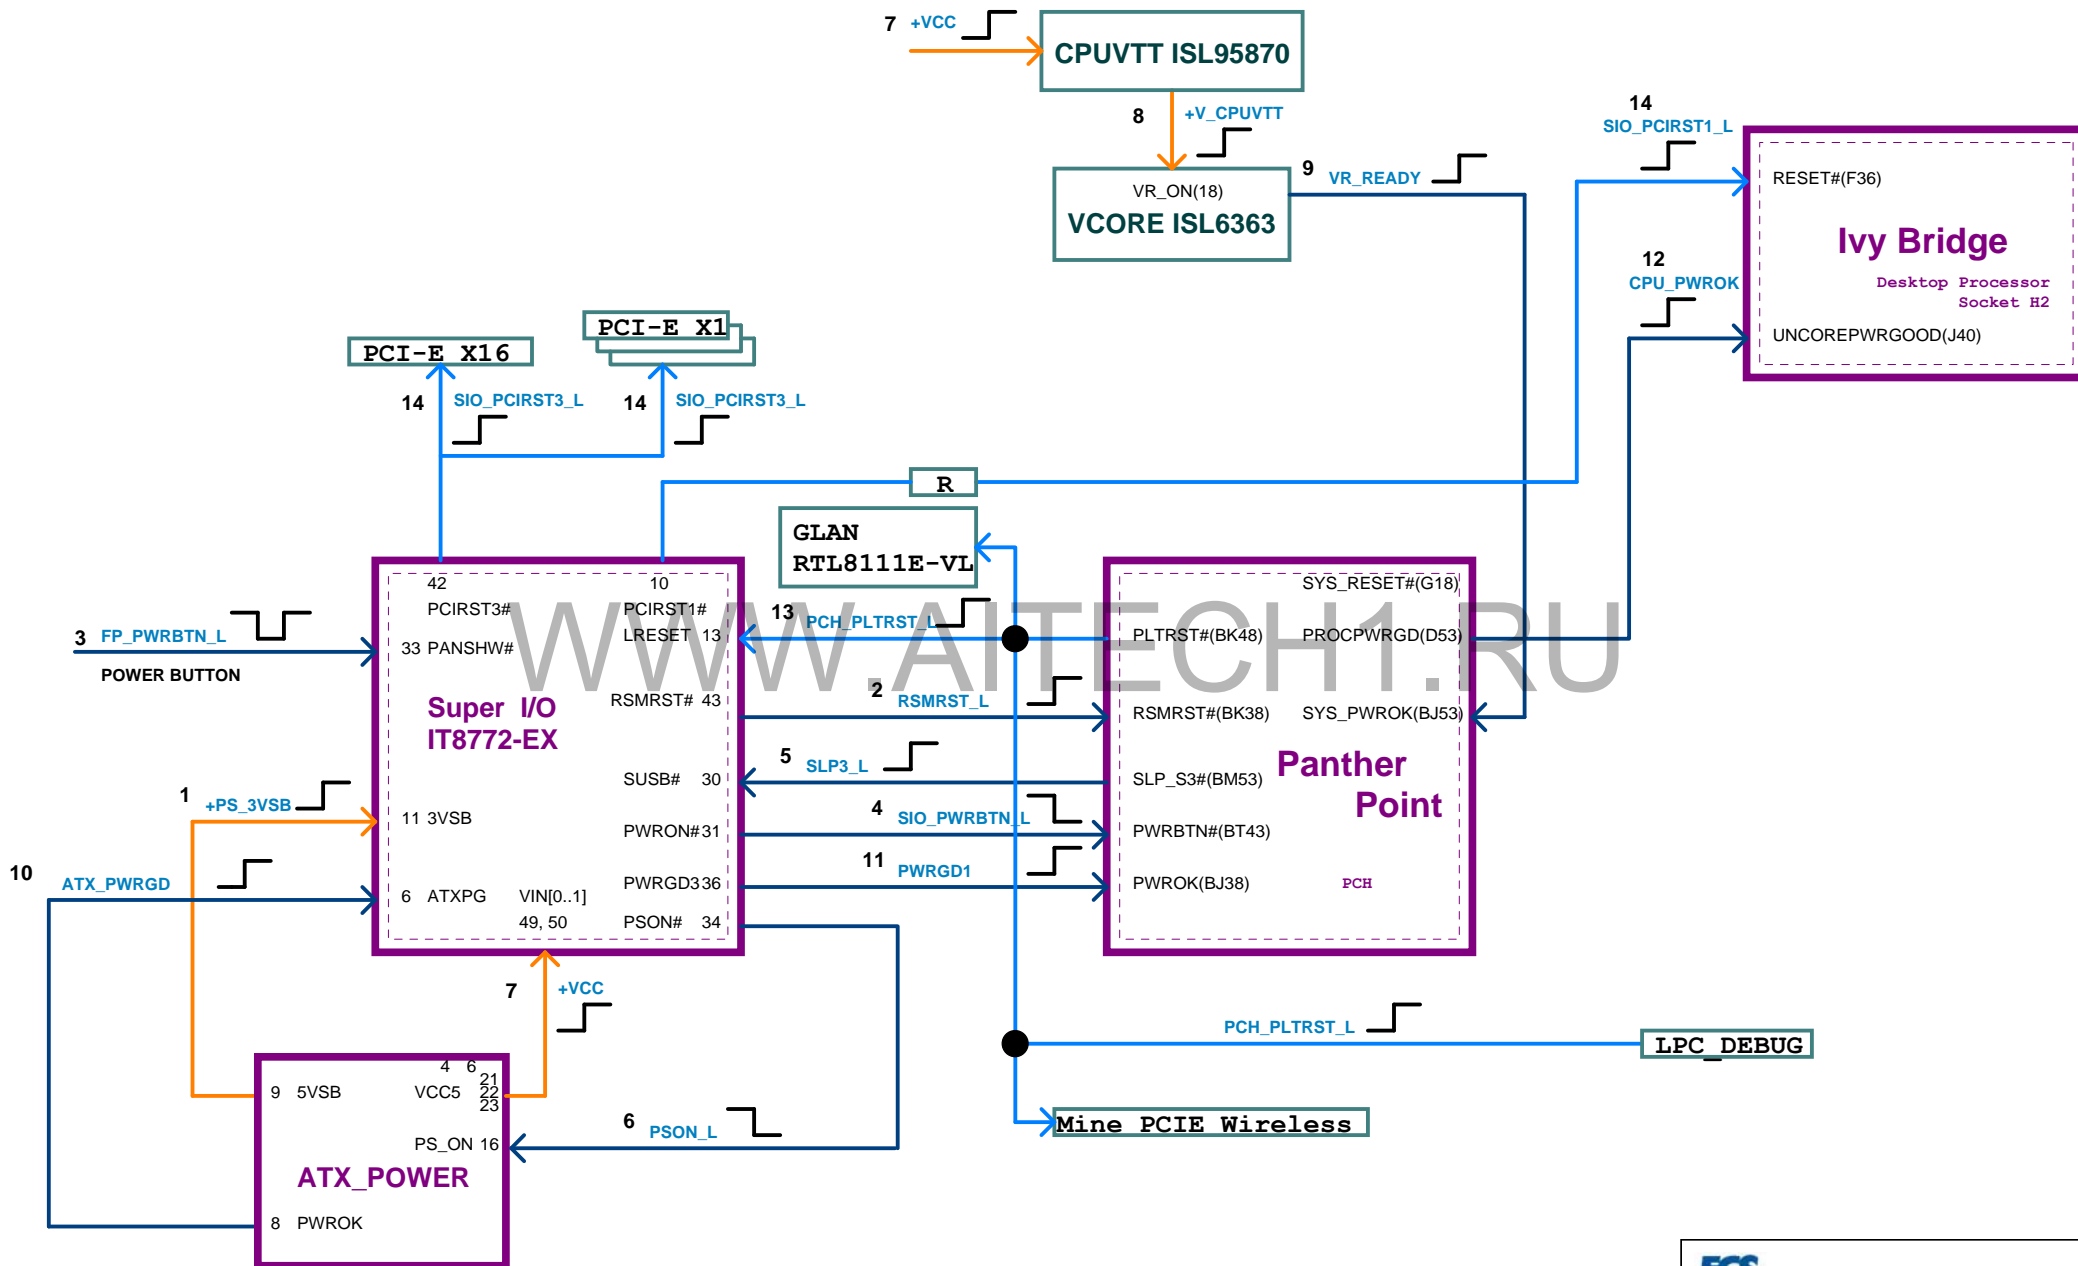 7 +VCC
CPUVTT ISL95870
8 +V_CPUVTT
VR_ON(18)
VCORE ISL6363
9 VR_READY
14
SIO_PCIRST1_L
RESET#(F36)
Ivy Bridge
Desktop Processor
Socket H2
12
CPU_PWROK
UNCOREPWRGOOD(J40)
PCI-E X16
PCI-E X1
14 SIO_PCIRST3_L
14 SIO_PCIRST3_L
R
GLAN
RTL8111E-VL
42
PCIRST3#
10
PCIRST1#
LRESET 13
3 FP_PWRBTN_L
POWER BUTTON
33 PANSHW#
Super I/O
IT8772-EX
RSMRST# 43
SUSB# 30
11 3VSB
PWRON# 31
PWRGD3 36
6 ATXPG
VIN[0..1]
49, 50
PSON# 34
13 PCH_PLTRST_L
2 RSMRST_L
5 SLP3_L
4 SIO_PWRBTN_L
11 PWRGD1
SYS_RESET#(G18)
PLTRST#(BK48)
PROCPWRGD(D53)
RSMRST#(BK38)
SYS_PWROK(BJ53)
SLP_S3#(BM53)
Panther
Point
PWRBTN#(BT43)
PWROK(BJ38)
PCH
WWW.AITECH1.RU
1 +PS_3VSB
10 ATX_PWRGD
7 +VCC
PCH_PLTRST_L
LPC_DEBUG
Mine PCIE Wireless
6 PSON_L
4 6
21
22
23
9 5VSB
VCC5
PS_ON 16
ATX_POWER
8 PWROK
ECS